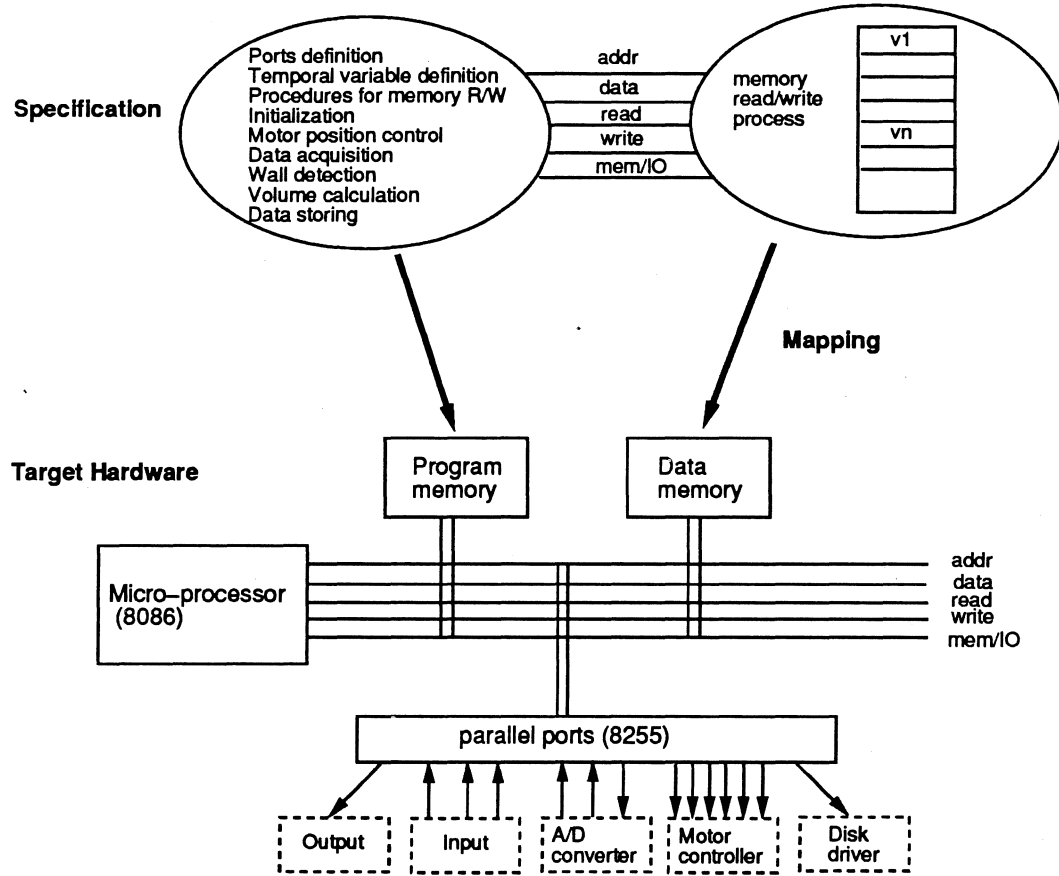 Specification
Ports definition
Temporal variable definition
Procedures for memory R/W
Initialization
Motor position control
Data acquisition
Wall detection
Volume calculation
Data storing
addr
data
read
write
mem/IO
memory
read/write
process
v1
vn
Mapping
Target Hardware
Program
memory
Data
memory
Micro–processor
(8086)
addr
data
read
write
mem/IO
parallel ports (8255)
Output
Input
A/D
converter
Motor
controller
Disk
driver